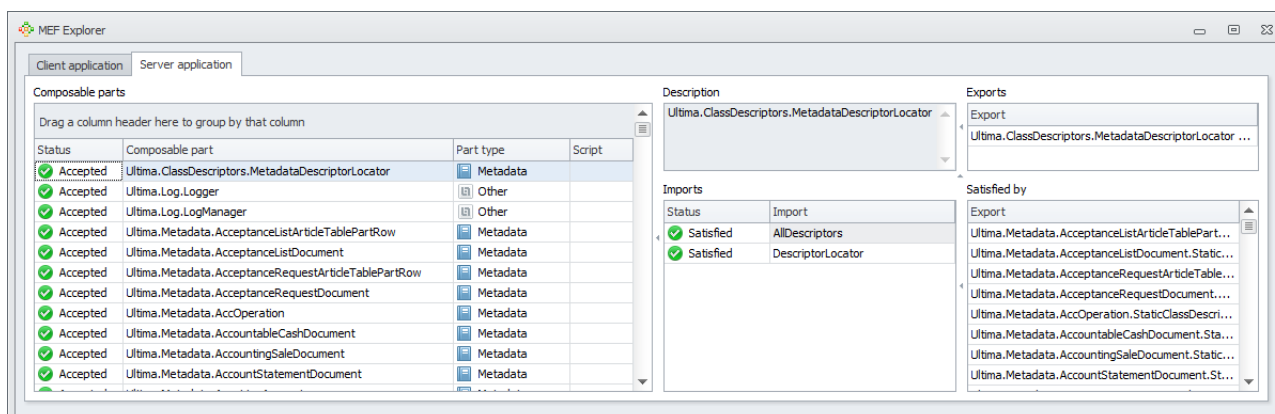 MEF Explorer
Client application Server application
Composable parts
Drag a column header here to group by that column
Status Composable part Part type Script
Accepted Ultima.ClassDescriptors.MetadataDescriptorLocator Metadata
Accepted Ultima.Log.Logger Other
Accepted Ultima.Log.LogManager Other
Accepted Ultima.Metadata.AcceptanceListArticleTablePartRow Metadata
Accepted Ultima.Metadata.AcceptanceListDocument Metadata
Accepted Ultima.Metadata.AcceptanceRequestArticleTablePartRow Metadata
Accepted Ultima.Metadata.AcceptanceRequestDocument Metadata
Accepted Ultima.Metadata.AccOperation Metadata
Accepted Ultima.Metadata.AccountableCashDocument Metadata
Accepted Ultima.Metadata.AccountingSaleDocument Metadata
Accepted Ultima.Metadata.AccountStatementDocument Metadata
Description
Ultima.ClassDescriptors.MetadataDescriptorLocator
Exports
Export
Ultima.ClassDescriptors.MetadataDescriptorLocator ...
Imports
Status Import
Satisfied AllDescriptors
Satisfied DescriptorLocator
Satisfied by
Export
Ultima.Metadata.AcceptanceListArticleTablePart...
Ultima.Metadata.AcceptanceListDocument.Static...
Ultima.Metadata.AcceptanceRequestArticleTable...
Ultima.Metadata.AcceptanceRequestDocument....
Ultima.Metadata.AccOperation.StaticClassDescri...
Ultima.Metadata.AccountableCashDocument.Sta...
Ultima.Metadata.AccountingSaleDocument.Static...
Ultima.Metadata.AccountStatementDocument.St...